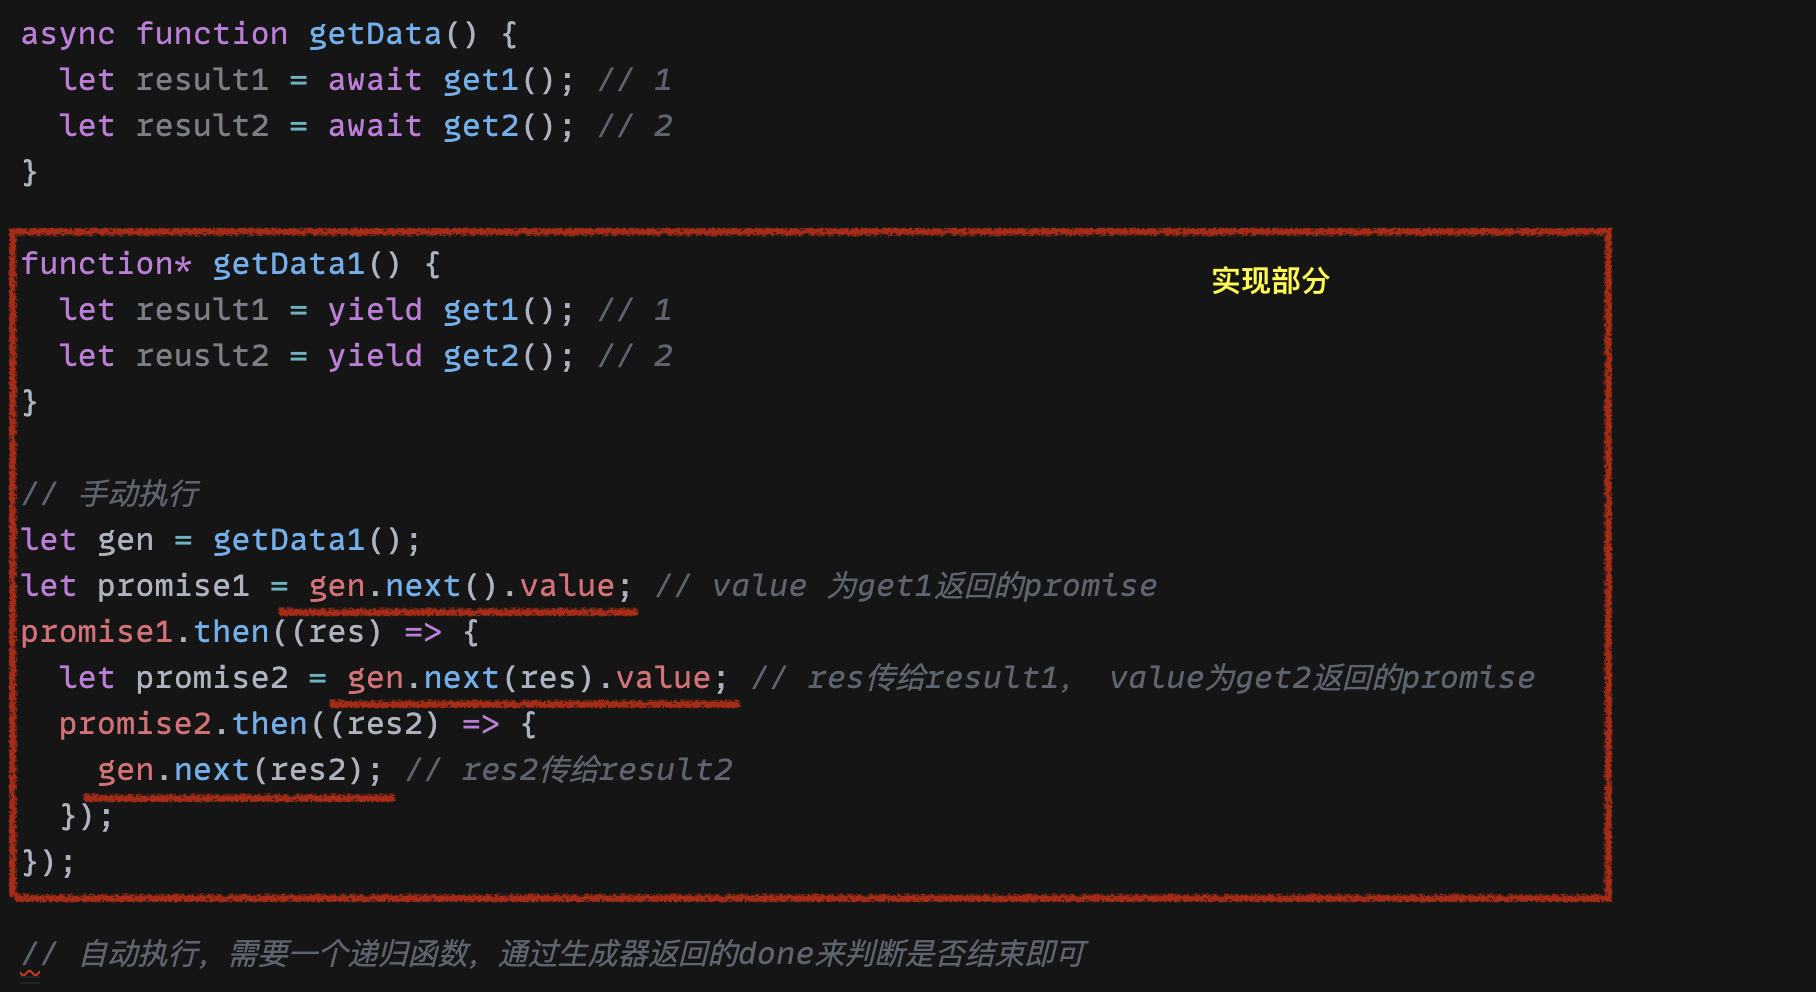 async function getData() {
  let result1 = await get1(); // 1
  let result2 = await get2(); // 2
}
function* getData1() {
实现部分
  let result1 = yield get1(); // 1
  let reuslt2 = yield get2(); // 2
}
// 手动执行
let gen = getData1();
let promise1 = gen.next().value; // value 为get1返回的promise
promise1.then((res) => {
  let promise2 = gen.next(res).value; // res传给result1, value为get2返回的promise
  promise2.then((res2) => {
    gen.next(res2); // res2传给result2
  });
});
// 自动执行，需要一个递归函数，通过生成器返回的done来判断是否结束即可